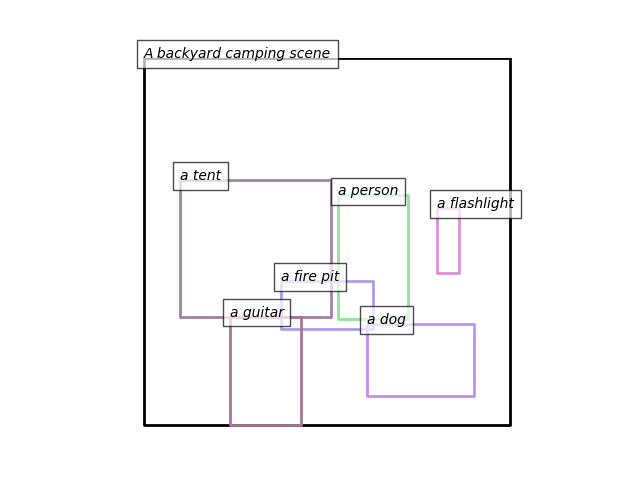 A backyard camping scene
a tent
a person
a flashlight
a fire pit
a guitar
a dog